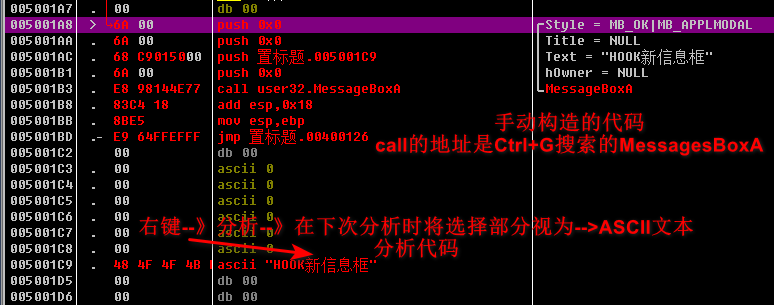 005001A7 . 00 db 00
005001A8 > 6A 00 push 0x0 Style = MB_OK|MB_APPLMODAL
005001AA . 6A 00 push 0x0 Title = NULL
005001AC . 68 C9015000 push 置标题.005001C9 Text = "HOOK新信息框"
005001B1 . 6A 00 push 0x0 hOwner = NULL
005001B3 . E8 98144E77 call user32.MessageBoxA MessageBoxA
005001B8 . 83C4 18 add esp,0x18
005001BB . 8BE5 mov esp,ebp
005001BD .- E9 64FFEFFF jmp 置标题.00400126
手动构造的代码
call的地址是Ctrl+G搜索的MessagesBoxA
005001C2 00 db 00
005001C3 . 00 ascii 0
005001C4 . 00 ascii 0
005001C5 . 00 ascii 0
005001C6 . 00 ascii 0
005001C7 . 00 ascii 0
005001C8 . 00 ascii 0
右键--》分析--》在下次分析时将选择部分视为-->ASCII文本
分析代码
005001C9 . 48 4F 4F 4B ascii "HOOK新信息框"
005001D5 00 db 00
005001D6 00 db 00